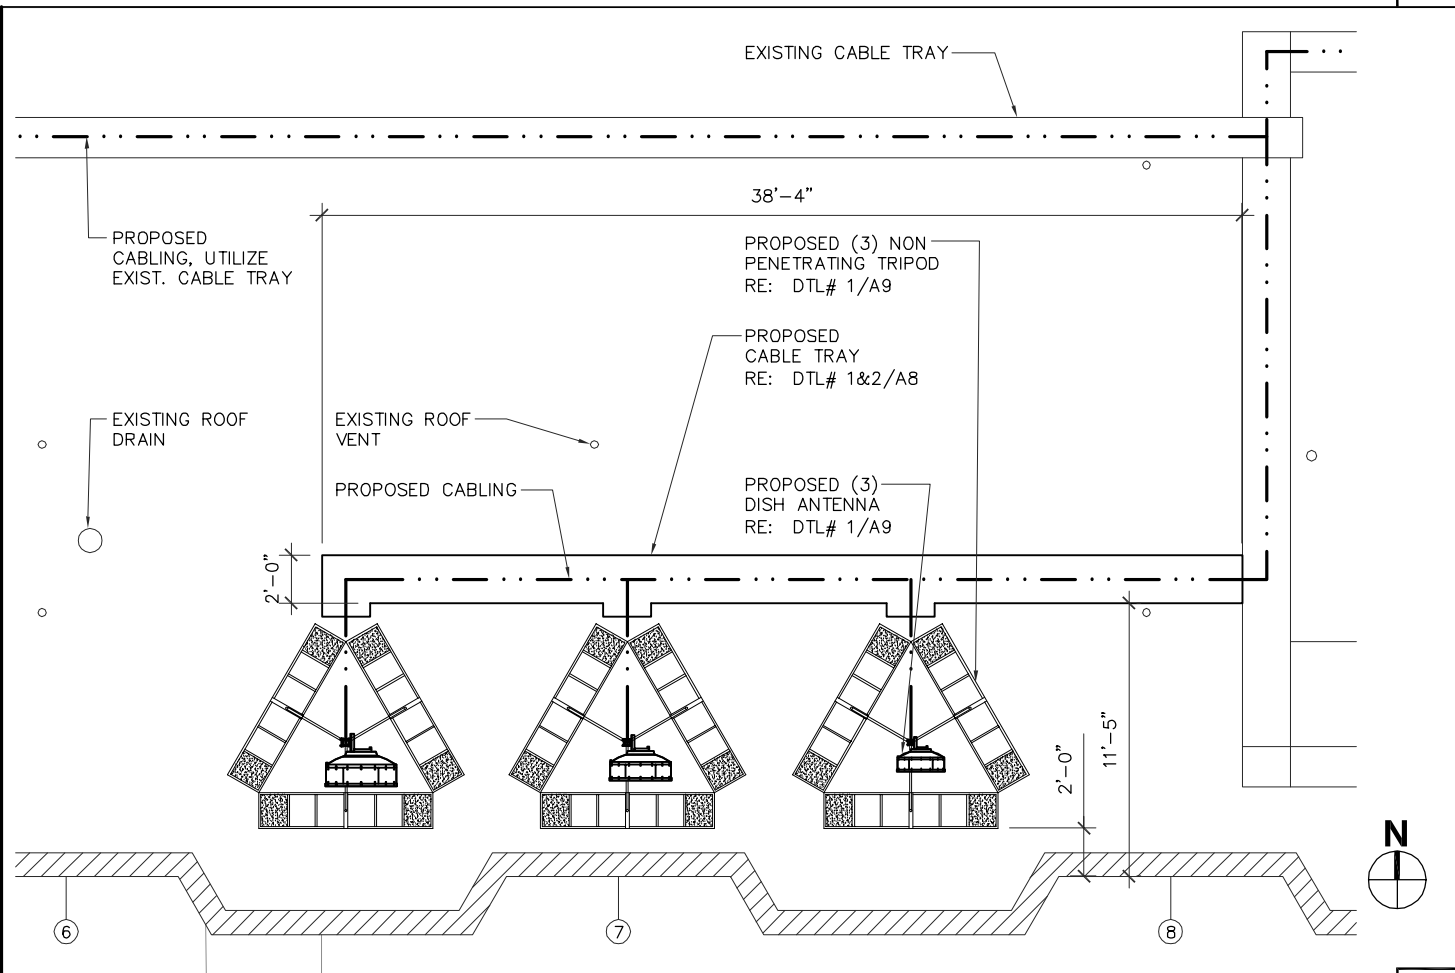 EXISTING CABLE TRAY
38'-4"
PROPOSED
CABLING, UTILIZE
EXIST. CABLE TRAY
PROPOSED (3) NON
PENETRATING TRIPOD
RE: DTL# 1/A9
PROPOSED
CABLE TRAY
RE: DTL# 1&2/A8
EXISTING ROOF
DRAIN
EXISTING ROOF
VENT
PROPOSED CABLING
PROPOSED (3)
DISH ANTENNA
RE: DTL# 1/A9
2'-0"
2'-0"
11'-5"
N
6
7
8